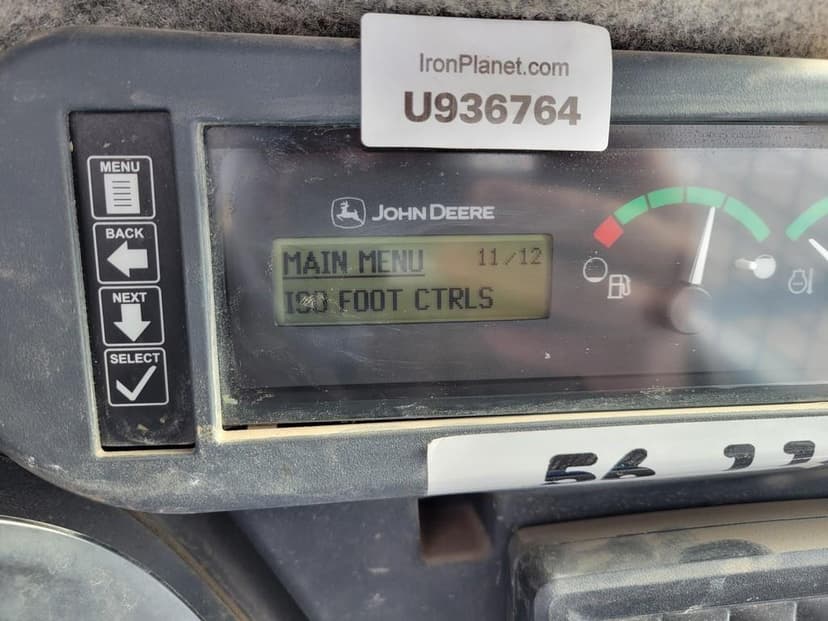 IronPlanet.com
U936764
MENU
BACK
NEXT
SELECT
JOHN DEERE
MAIN MENU 11/12
ISO FOOT CTRLS